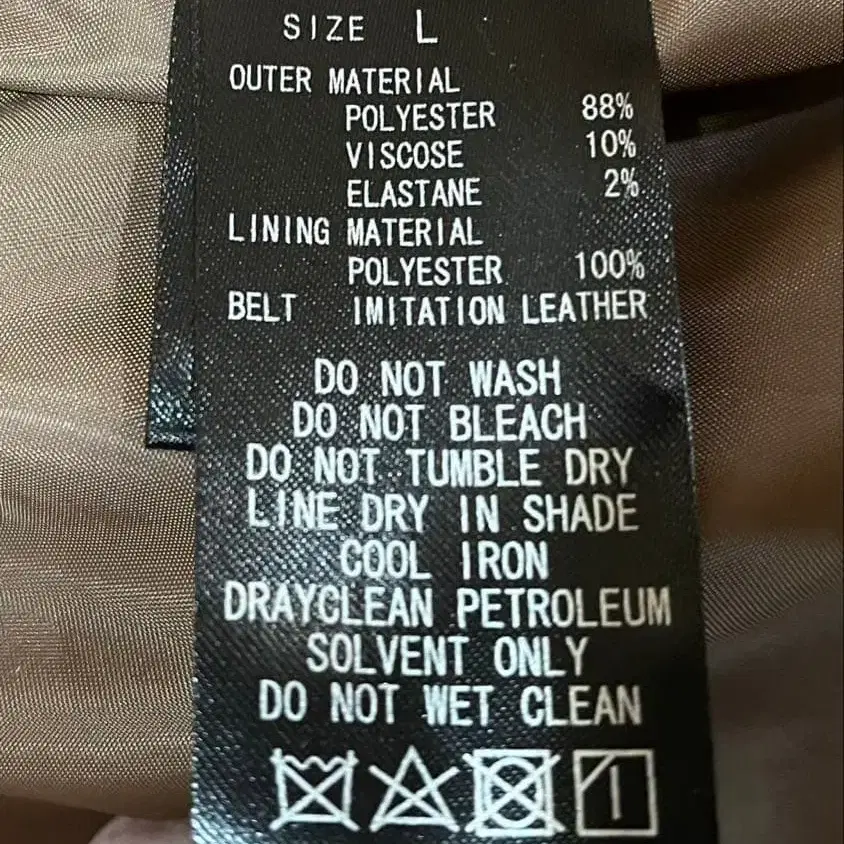 SIZE L
OUTER MATERIAL
POLYESTER 88%
VISCOSE 10%
ELASTANE 2%
LINING MATERIAL
POLYESTER 100%
BELT IMITATION LEATHER
DO NOT WASH
DO NOT BLEACH
DO NOT TUMBLE DRY
LINE DRY IN SHADE
COOL IRON
DRAYCLEAN PETROLEUM
SOLVENT ONLY
DO NOT WET CLEAN